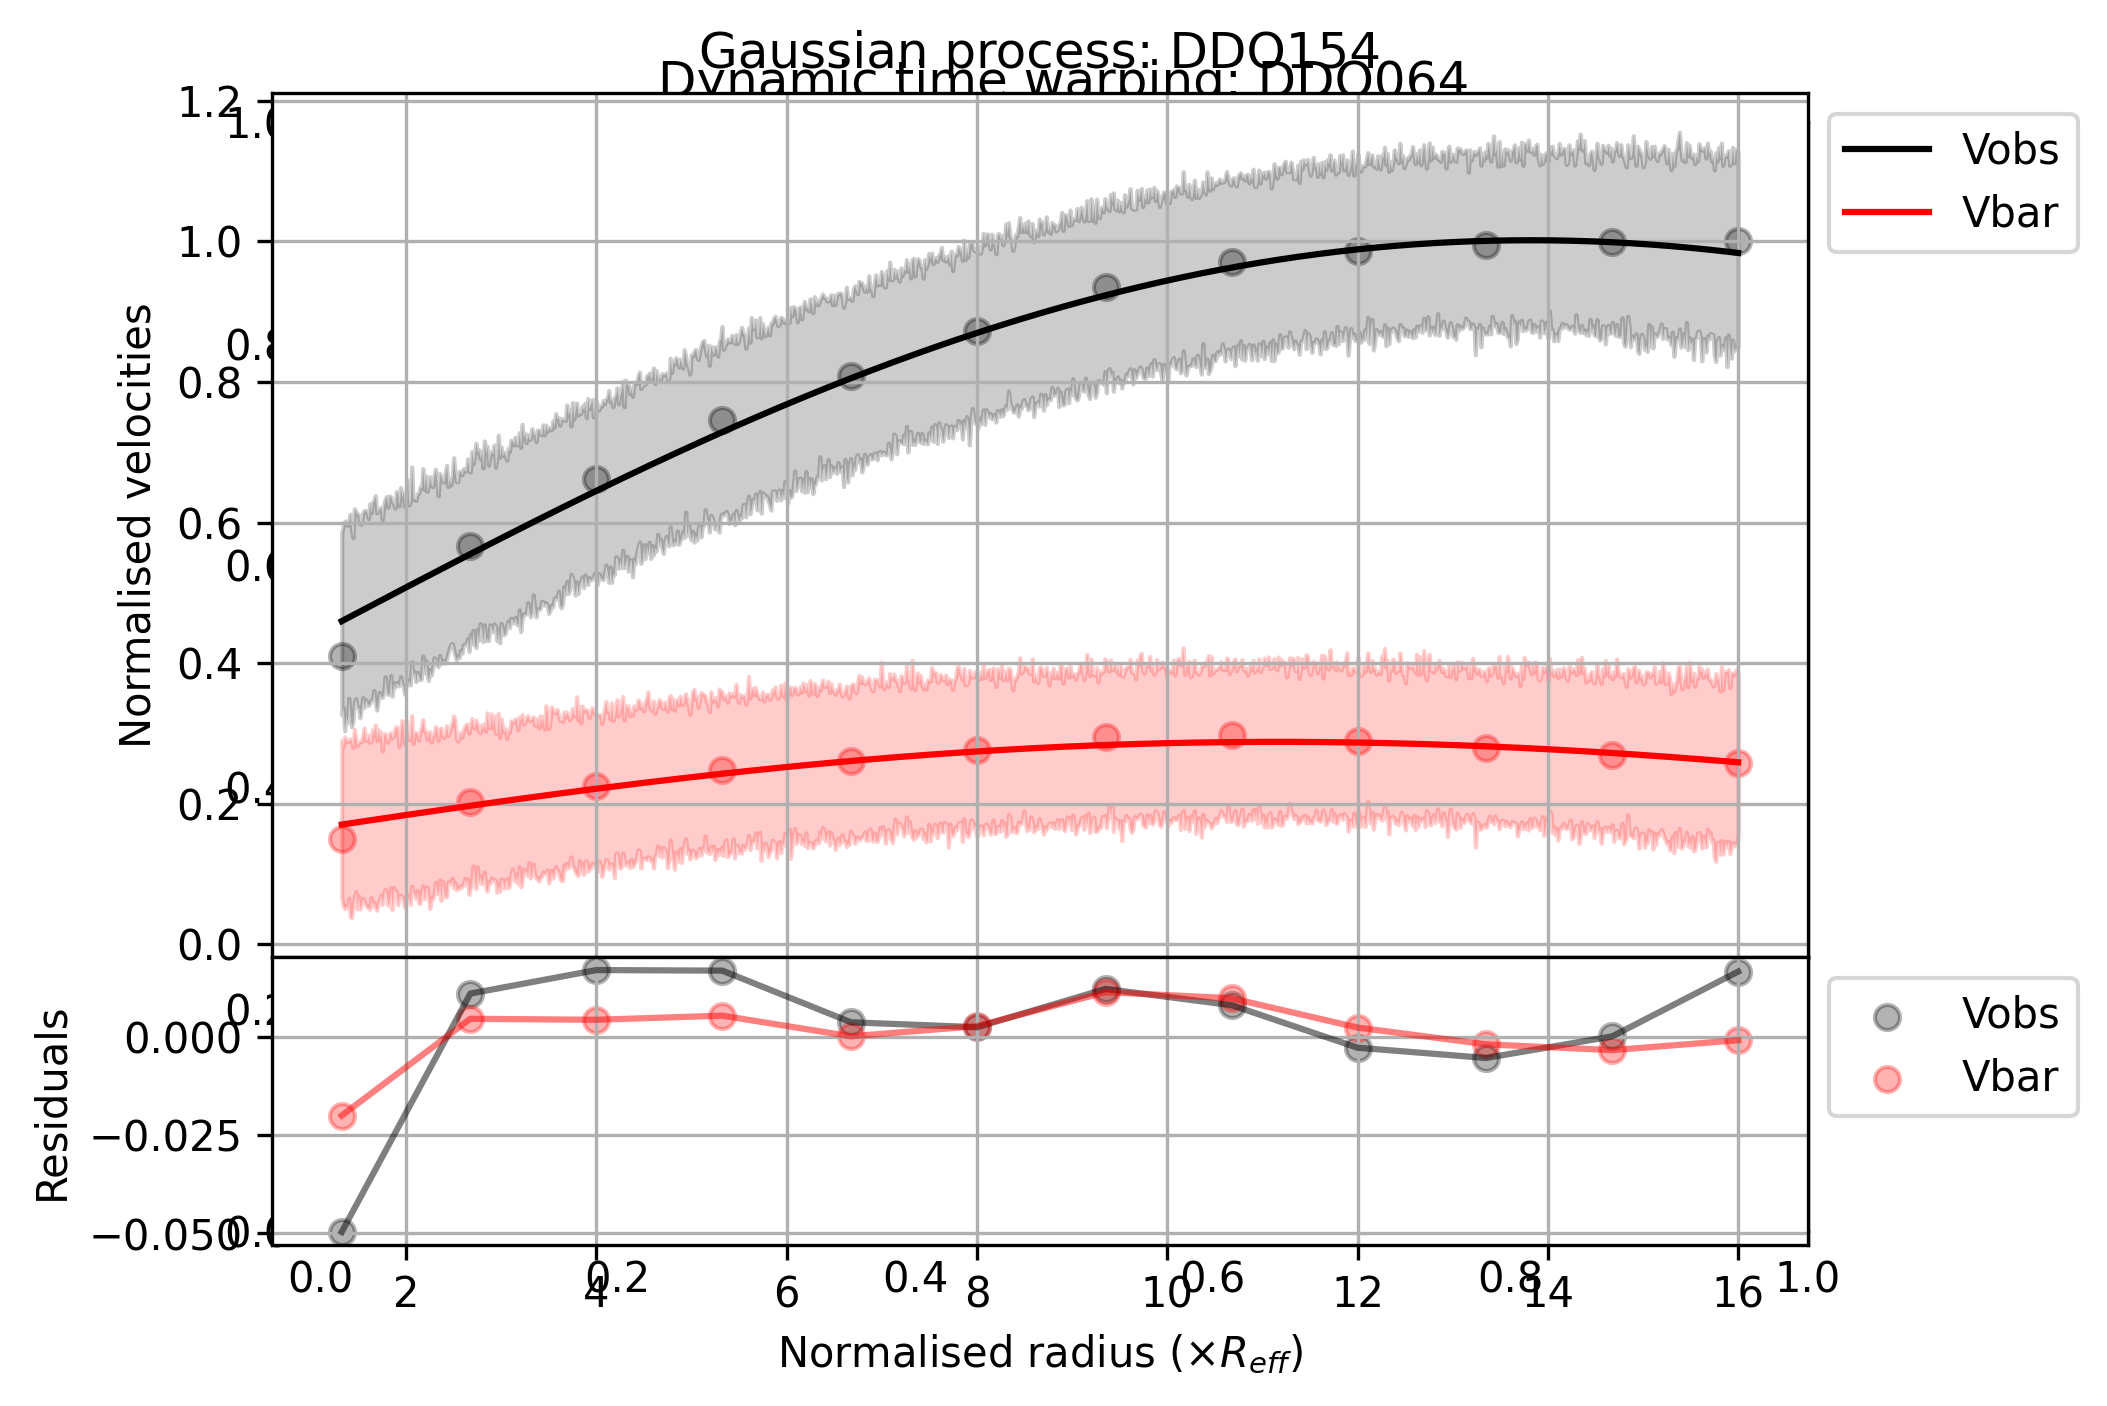 Gaussian process: DDO154
Dynamic time warping: DDO064
Normalised velocities
1.2
1.0
0.8
0.6
0.4
0.2
0.0
Vobs
Vbar
Residuals
0.000
−0.025
−0.050
Vobs
Vbar
0.0 0.2 0.4 0.6 0.8 1.0
2 4 6 8 10 12 14 16
Normalised radius (×R_eff)